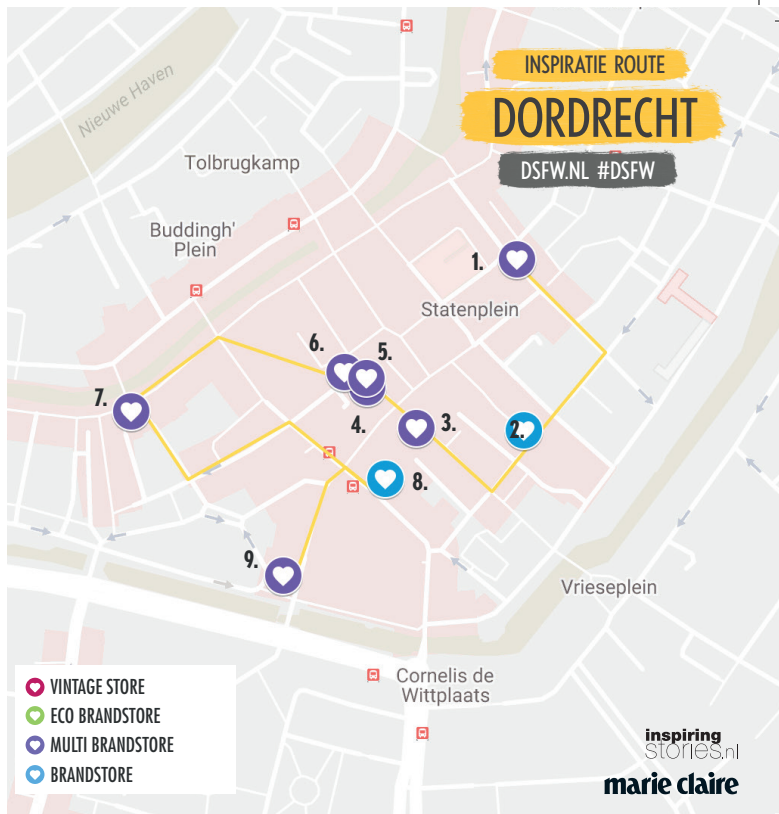 INSPIRATIE ROUTE
DORDRECHT
DSFW.NL #DSFW
Nieuwe Haven
Tolbrugkamp
Buddingh'
Plein
1.
Statenplein
6.
5.
7.
4.
3.
2.
8.
9.
Vrieseplein
Cornelis de
Wittplaats
VINTAGE STORE
ECO BRANDSTORE
MULTI BRANDSTORE
BRANDSTORE
inspiring
stories.nl
marie claire